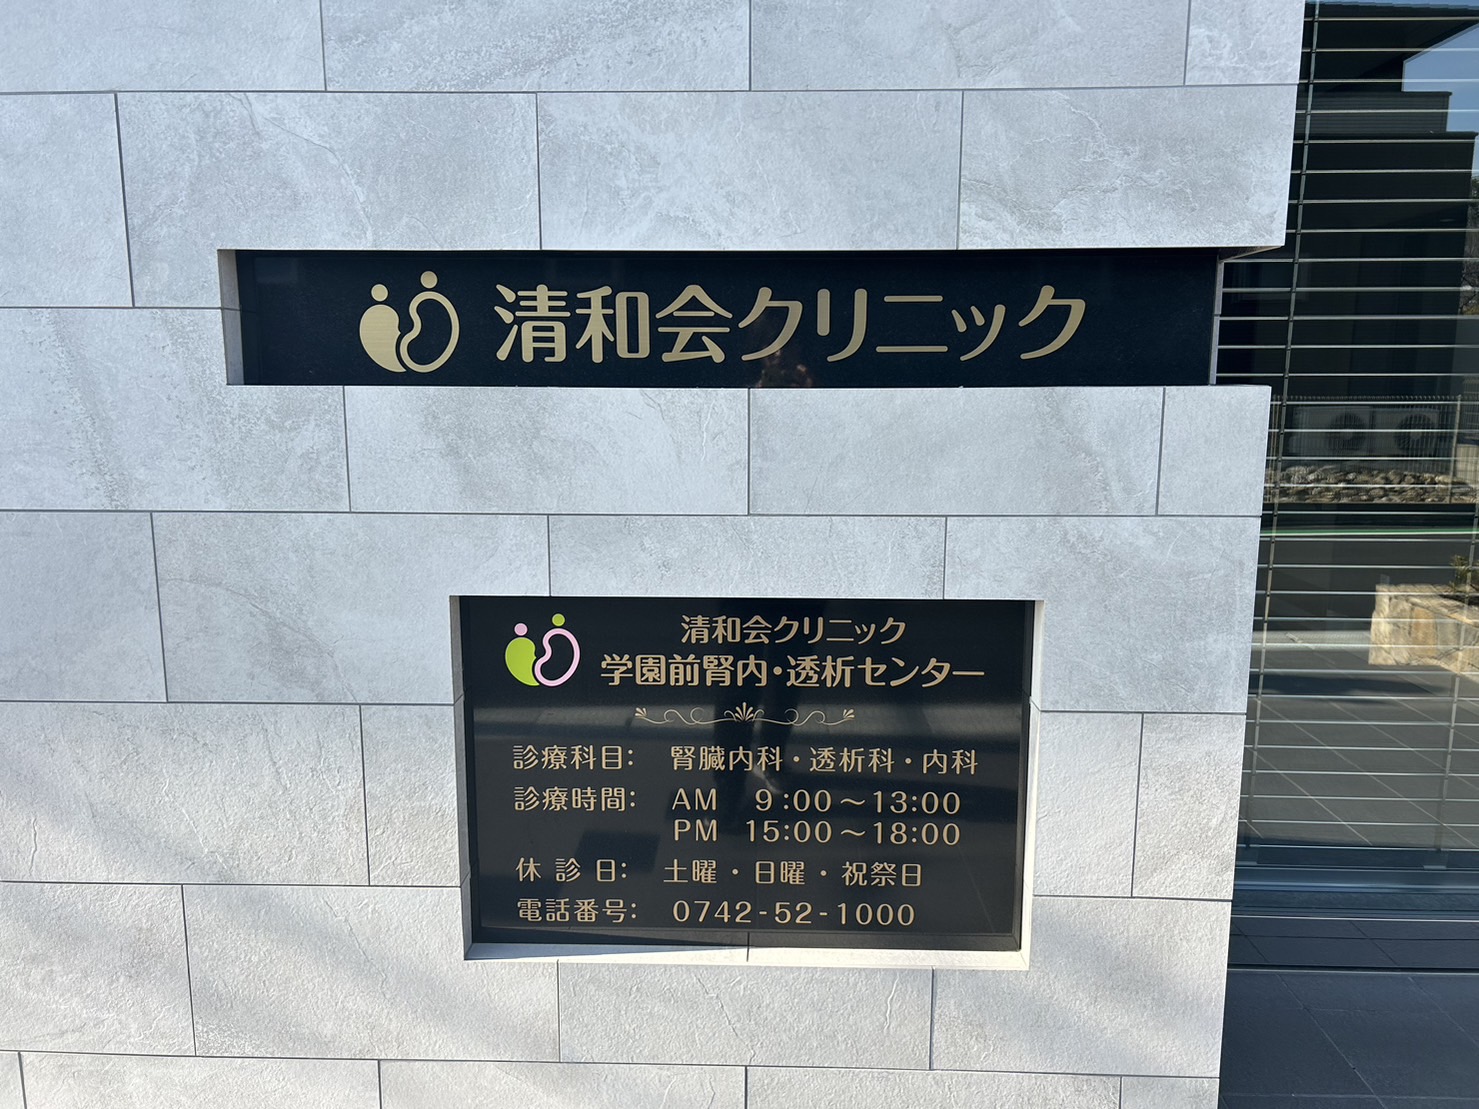 清和会クリニック
清和会クリニック
学園前腎内・透析センター
診療科目： 腎臓内科・透析科・内科
診療時間： AM 9:00～13:00
PM 15:00～18:00
休診日： 土曜・日曜・祝祭日
電話番号： 0742-52-1000